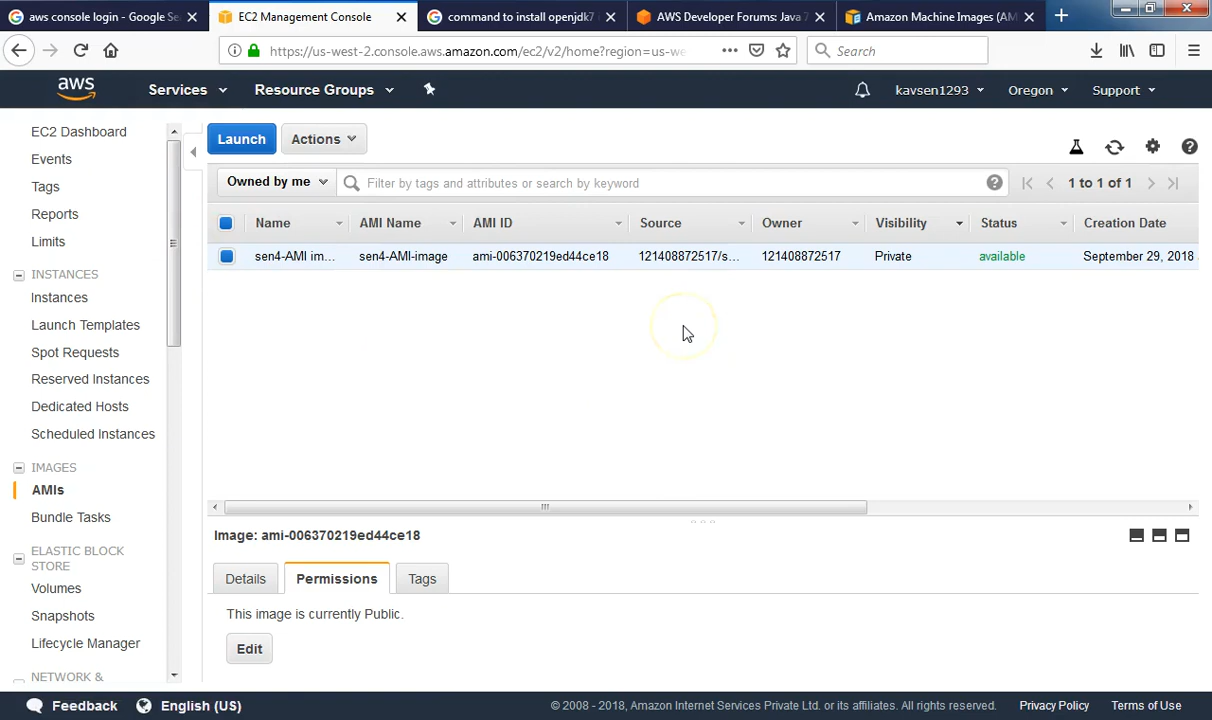 aws console login - Google Se
EC2 Management Console
command to install openjdk7
AWS Developer Forums: Java 7
Amazon Machine Images (AM
https://us-west-2.console.aws.amazon.com/ec2/v2/home?region=us-we
Search
aws
Services
Resource Groups
kavsen1293
Oregon
Support
EC2 Dashboard
Events
Tags
Reports
Limits
INSTANCES
Instances
Launch Templates
Spot Requests
Reserved Instances
Dedicated Hosts
Scheduled Instances
IMAGES
AMIs
Bundle Tasks
ELASTIC BLOCK
STORE
Volumes
Snapshots
Lifecycle Manager
NETWORK &
Launch
Actions
Owned by me
Filter by tags and attributes or search by keyword
1 to 1 of 1
Name AMI Name AMI ID Source Owner Visibility Status Creation Date
sen4-AMI im... sen4-AMI-image ami-006370219ed44ce18 121408872517/s... 121408872517 Private available September 29, 2018
Image: ami-006370219ed44ce18
Details
Permissions
Tags
This image is currently Public.
Edit
Feedback
English (US)
© 2008 - 2018, Amazon Internet Services Private Ltd. or its affiliates. All rights reserved.
Privacy Policy
Terms of Use